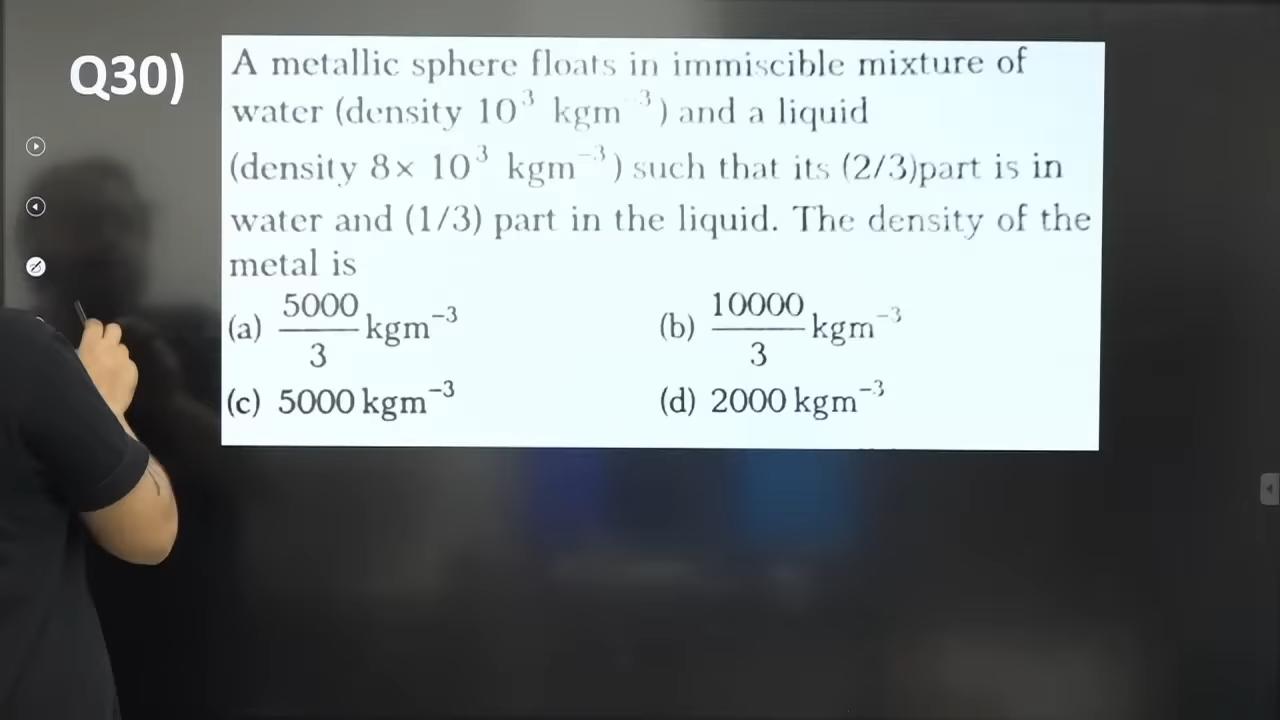 Q30)
A metallic sphere floats in immiscible mixture of
water (density 10³ kgm⁻³) and a liquid
(density 8× 10³ kgm⁻³) such that its (2/3)part is in
water and (1/3) part in the liquid. The density of the
metal is
(a) 5000/3 kgm⁻³ (b) 10000/3 kgm⁻³
(c) 5000 kgm⁻³ (d) 2000 kgm⁻³